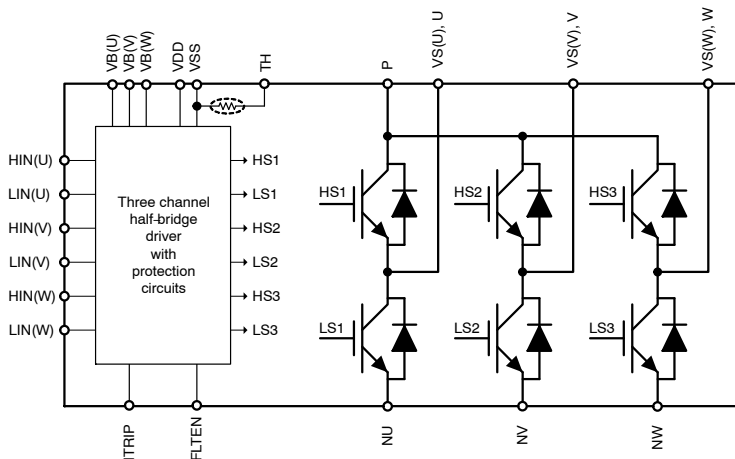 VB(U)
VB(V)
VB(W)
VDD
VSS
TH
P
VS(U), U
VS(V), V
VS(W), W
HIN(U)
LIN(U)
HIN(V)
LIN(V)
HIN(W)
LIN(W)
Three channel
half-bridge
driver
with
protection
circuits
HS1
LS1
HS2
LS2
HS3
LS3
HS1
HS2
HS3
LS1
LS2
LS3
ITRIP
FLTEN
NU
NV
NW